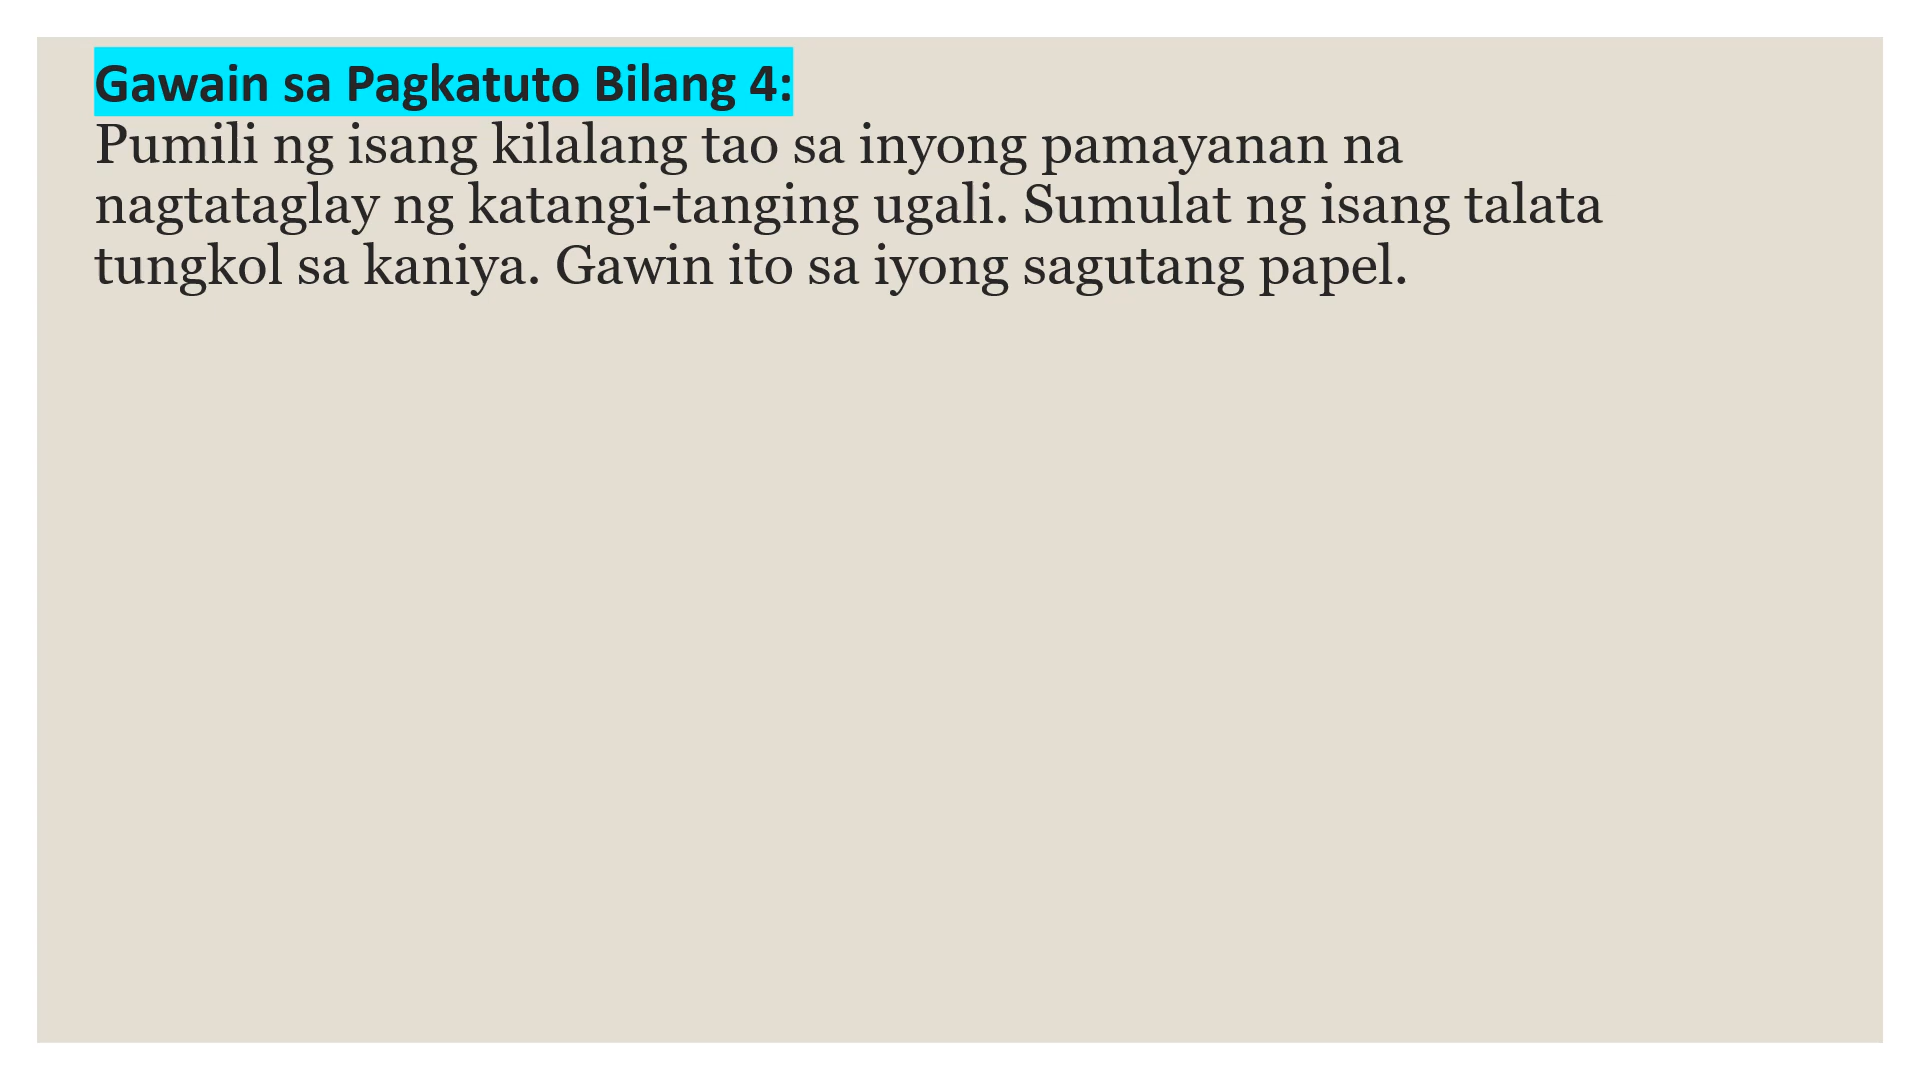 Gawain sa Pagkatuto Bilang 4:
Pumili ng isang kilalang tao sa inyong pamayanan na
nagtataglay ng katangi-tanging ugali. Sumulat ng isang talata
tungkol sa kaniya. Gawin ito sa iyong sagutang papel.